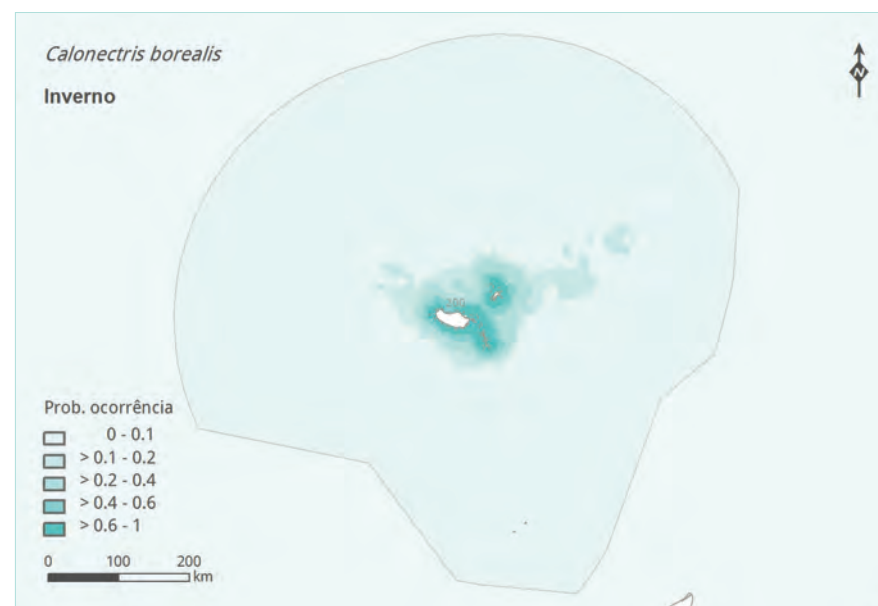 Calonectris borealis
Inverno
N
200
Prob. ocorrência
0 - 0.1
> 0.1 - 0.2
> 0.2 - 0.4
> 0.4 - 0.6
> 0.6 - 1
0 100 200
km